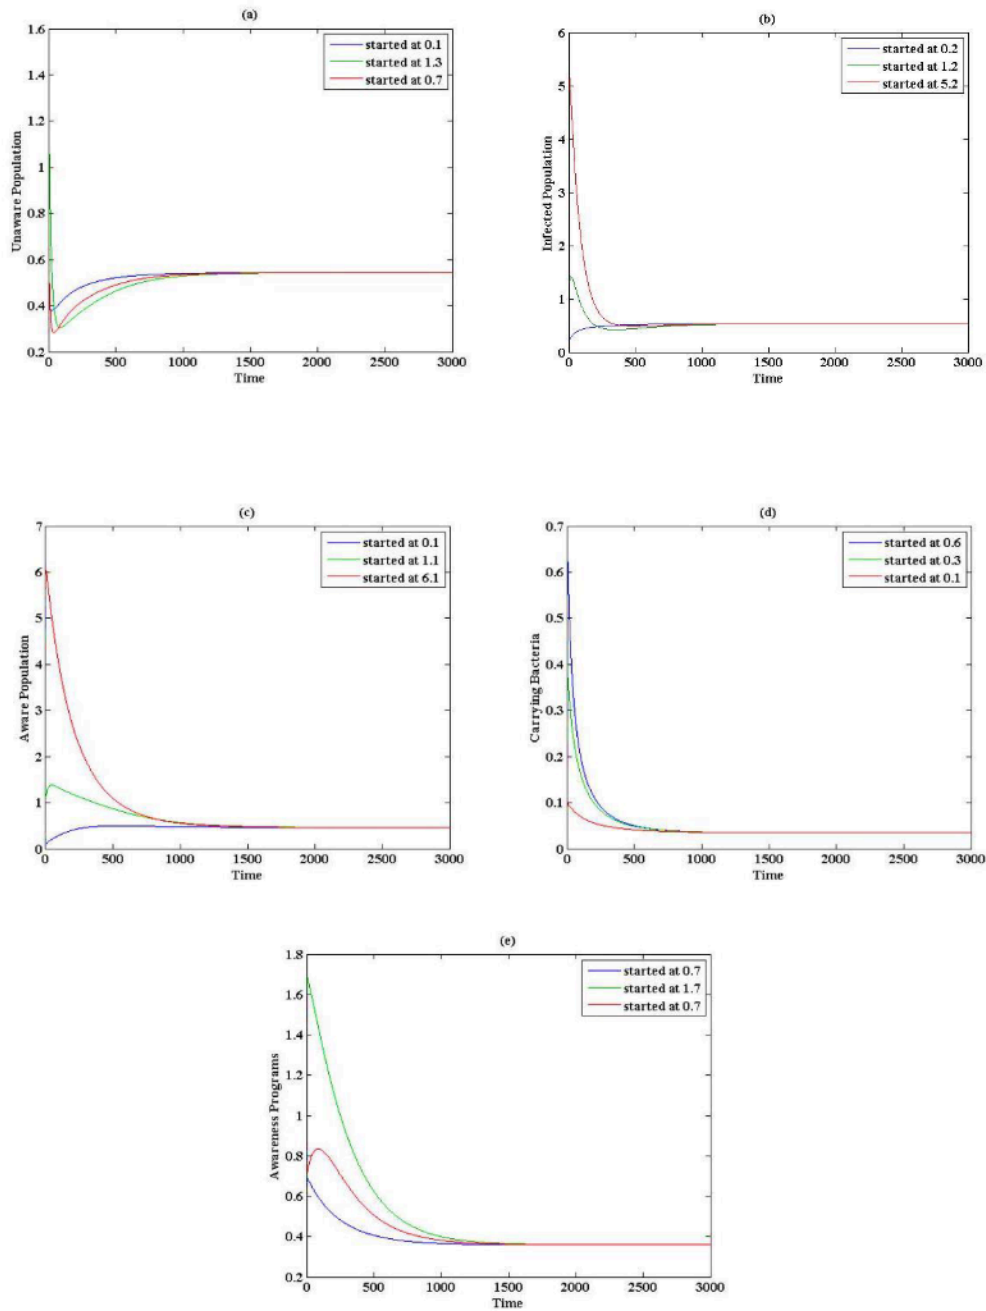 (a)
1.6
1.4
1.2
1
0.8
0.6
0.4
0.2
Unaware Population
started at 0.1
started at 1.3
started at 0.7
0 500 1000 1500 2000 2500 3000
Time
(b)
6
5
4
3
2
1
0
Infected Population
started at 0.2
started at 1.2
started at 5.2
0 500 1000 1500 2000 2500 3000
Time
(c)
7
6
5
4
3
2
1
0
Aware Population
started at 0.1
started at 1.1
started at 6.1
0 500 1000 1500 2000 2500 3000
Time
(d)
0.7
0.6
0.5
0.4
0.3
0.2
0.1
0
Carrying Bacteria
started at 0.6
started at 0.3
started at 0.1
0 500 1000 1500 2000 2500 3000
Time
(e)
1.8
1.6
1.4
1.2
1
0.8
0.6
0.4
0.2
Awareness Programs
started at 0.7
started at 1.7
started at 0.7
0 500 1000 1500 2000 2500 3000
Time